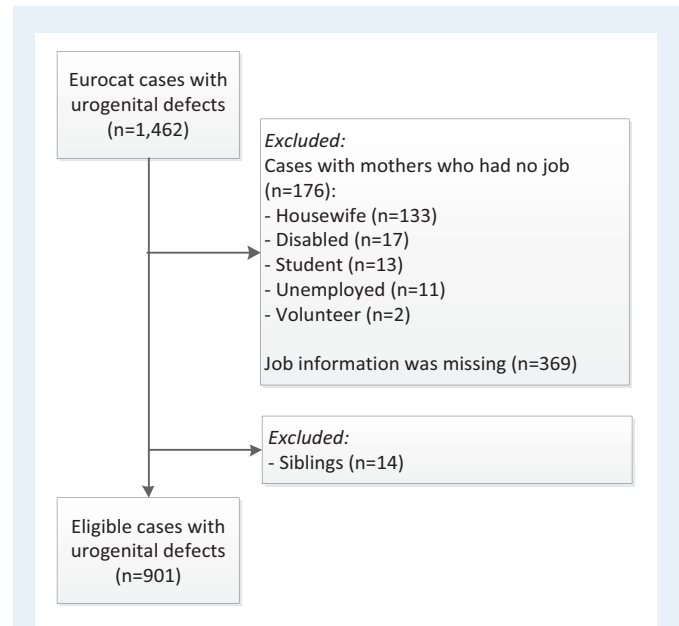 Eurocat cases with
urogenital defects
(n=1,462)
Excluded:
Cases with mothers who had no job
(n=176):
- Housewife (n=133)
- Disabled (n=17)
- Student (n=13)
- Unemployed (n=11)
- Volunteer (n=2)
Job information was missing (n=369)
Excluded:
- Siblings (n=14)
Eligible cases with
urogenital defects
(n=901)